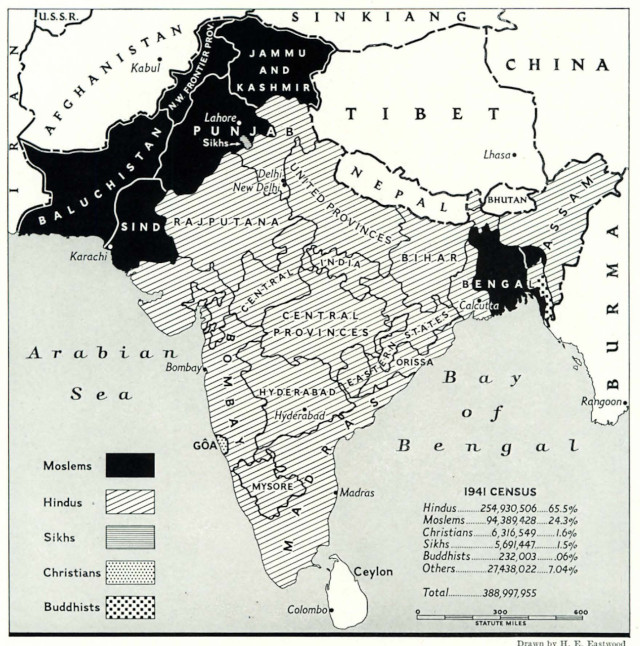 U.S.S.R.
SINKIANG
AFGHANISTAN
Kabul
N.W. FRONTIER PROV.
JAMMU
AND
KASHMIR
CHINA
IRAN
TIBET
Lahore
PUNJAB
Sikhs
Lhasa
BALUCHISTAN
Delhi
New Delhi
UNITED PROVINCES
NEPAL
BHUTAN
ASSAM
SIND
RAJPUTANA
Karachi
BIHAR
BENGAL
Calcutta
BURMA
CENTRAL
INDIA
CENTRAL
PROVINCES
EASTERN STATES
ORISSA
Arabian
Sea
Bombay
BOMBAY
HYDERABAD
Hyderabad
Bay
of
Bengal
Rangoon
GÔA
MYSORE
MADRAS
Madras
Moslems
Hindus
Sikhs
Christians
Buddhists
Ceylon
Colombo
1941 CENSUS
Hindus..........254,930,506.....65.5%
Moslems.......94,389,428.....24.3%
Christians......6,316,549.......1.6%
Sikhs..............5,691,447.......1.5%
Buddhists..........232,003.......06%
Others..........27,438,022....7.04%
Total..........388,997,955
0 200 400 600
STATUTE MILES
Drawn by H. E. Eastwood